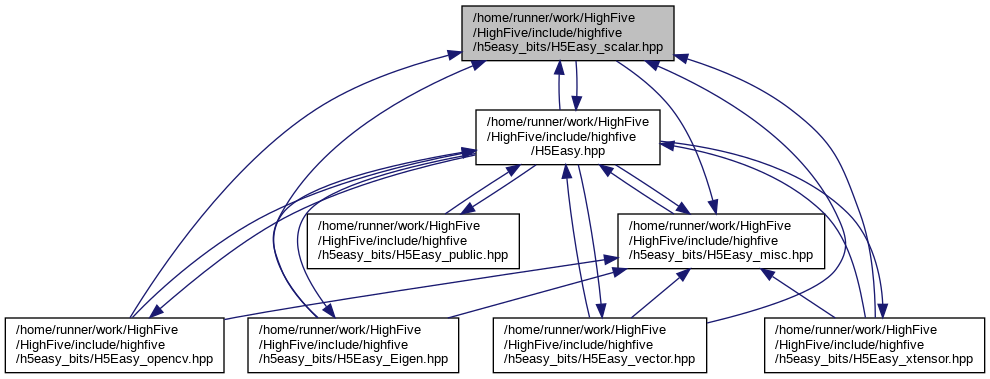 /home/runner/work/HighFive
/HighFive/include/highfive
/h5easy_bits/H5Easy_scalar.hpp
/home/runner/work/HighFive
/HighFive/include/highfive
/H5Easy.hpp
/home/runner/work/HighFive
/HighFive/include/highfive
/h5easy_bits/H5Easy_public.hpp
/home/runner/work/HighFive
/HighFive/include/highfive
/h5easy_bits/H5Easy_misc.hpp
/home/runner/work/HighFive
/HighFive/include/highfive
/h5easy_bits/H5Easy_opencv.hpp
/home/runner/work/HighFive
/HighFive/include/highfive
/h5easy_bits/H5Easy_Eigen.hpp
/home/runner/work/HighFive
/HighFive/include/highfive
/h5easy_bits/H5Easy_vector.hpp
/home/runner/work/HighFive
/HighFive/include/highfive
/h5easy_bits/H5Easy_xtensor.hpp